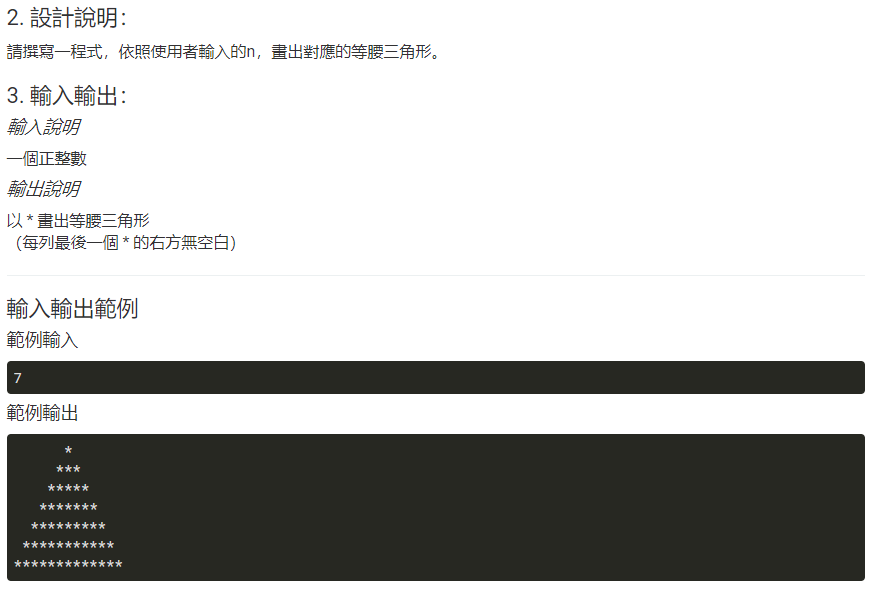 2. 設計說明：
請撰寫一程式，依照使用者輸入的n，畫出對應的等腰三角形。
3. 輸入輸出：
輸入說明
一個正整數
輸出說明
以 * 畫出等腰三角形
（每列最後一個 * 的右方無空白）
輸入輸出範例
範例輸入
7
範例輸出
      *
     ***
    *****
   *******
  *********
 ***********
*************